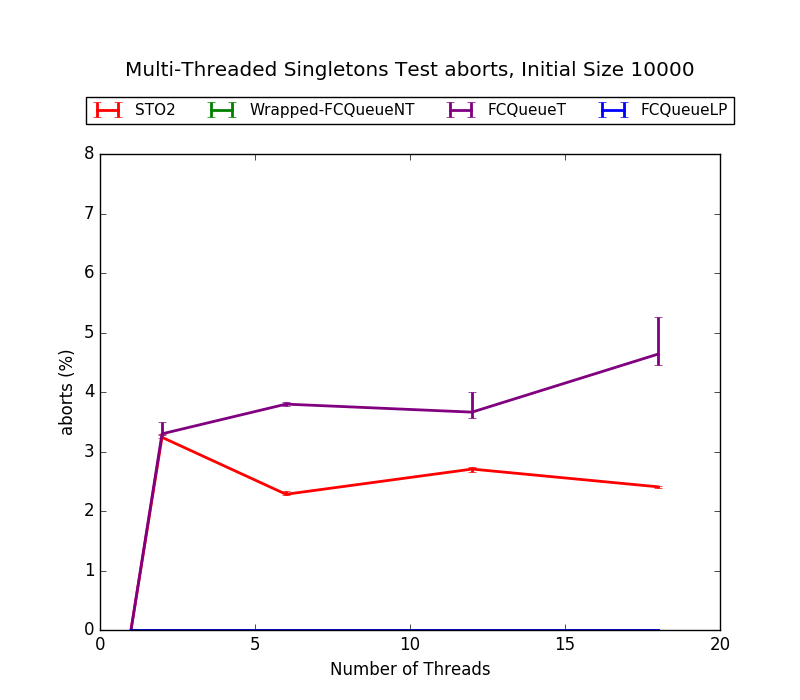 Multi-Threaded Singletons Test aborts, Initial Size 10000
STO2 Wrapped-FCQueueNT FCQueueT FCQueueLP
8
7
6
5
4
3
2
1
0
aborts (%)
0 5 10 15 20
Number of Threads